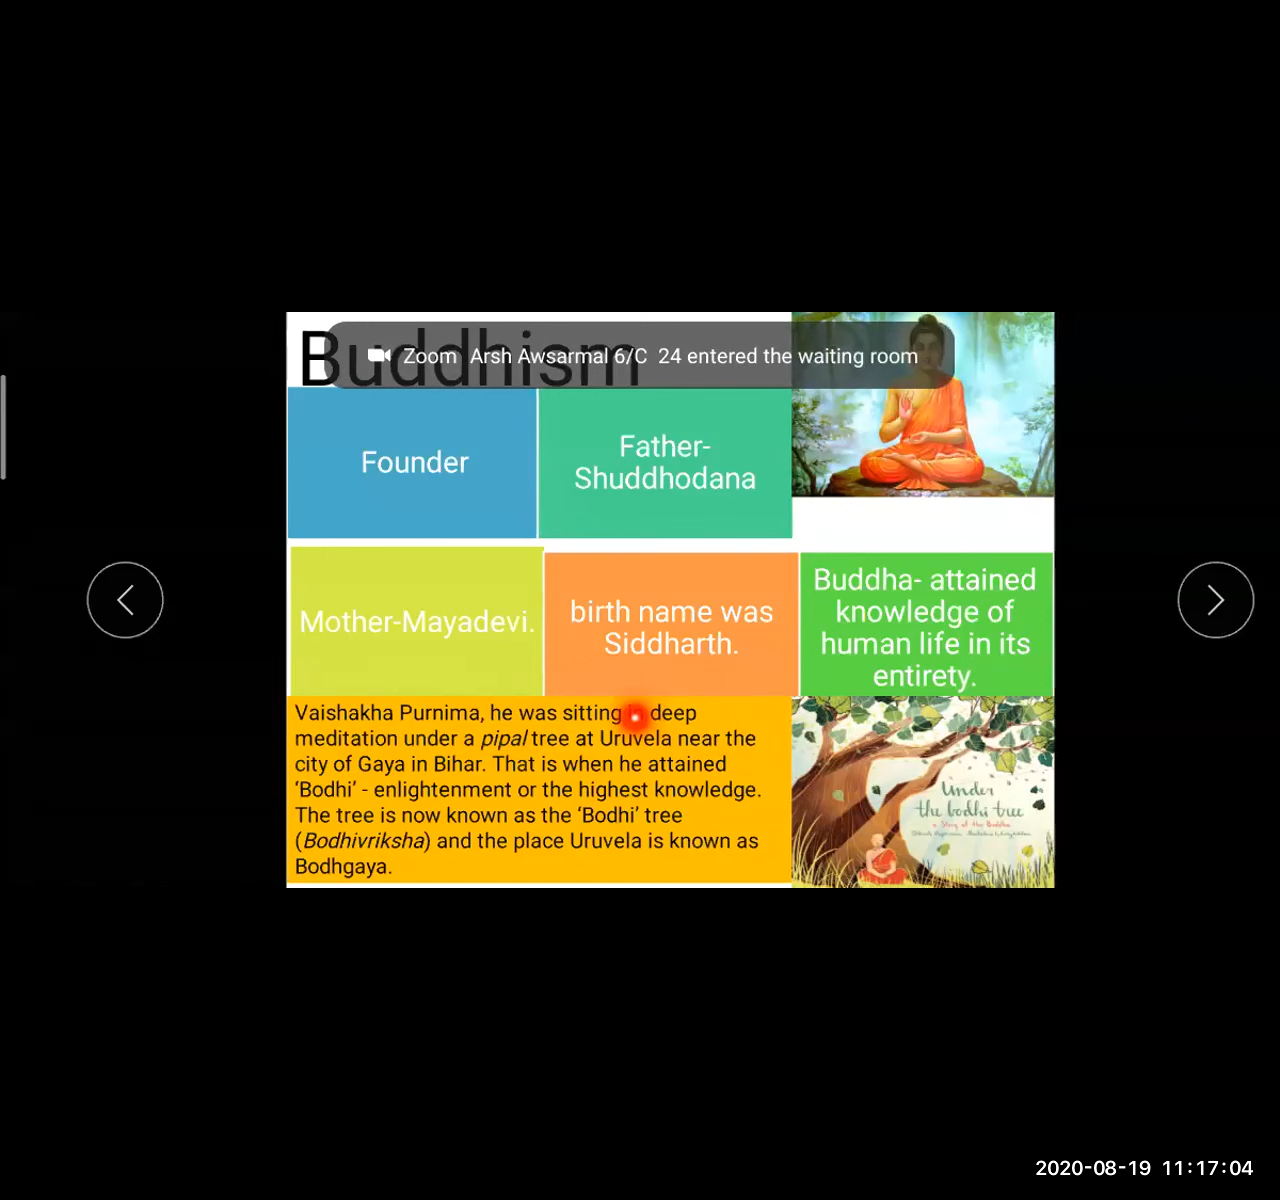 Buddhism
Zoom Arsh Awsarmal 6/C 24 entered the waiting room
Founder
Father-
Shuddhodana
Mother-Mayadevi.
birth name was
Siddharth.
Buddha- attained
knowledge of
human life in its
entirety.
Vaishakha Purnima, he was sitting deep
meditation under a pipal tree at Uruvela near the
city of Gaya in Bihar. That is when he attained
‘Bodhi’ - enlightenment or the highest knowledge.
The tree is now known as the ‘Bodhi’ tree
(Bodhivriksha) and the place Uruvela is known as
Bodhgaya.
Under
the bodhi tree
a Story of the Buddha
2020-08-19 11:17:04